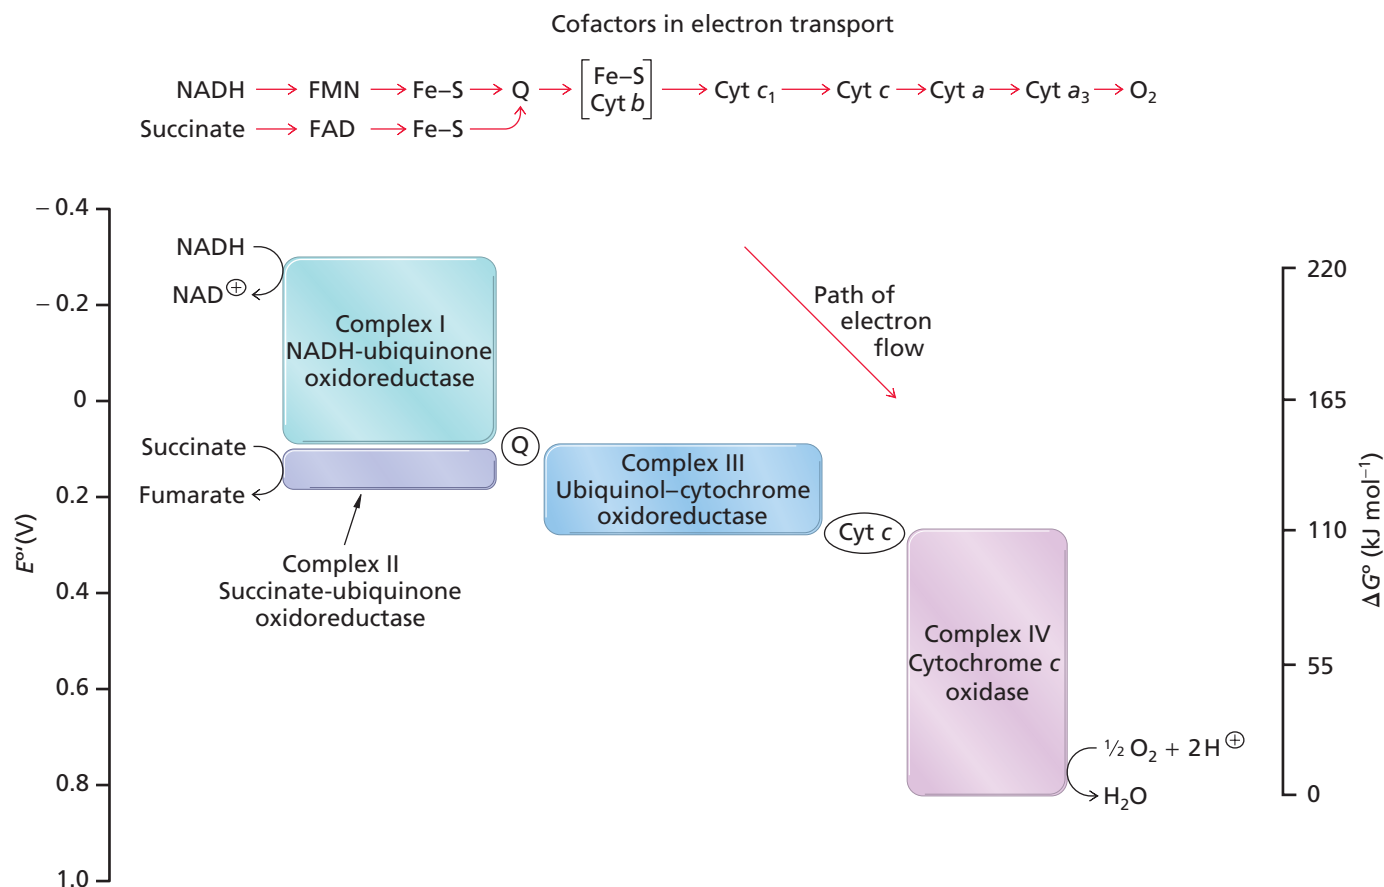 Cofactors in electron transport
NADH → FMN → Fe–S → Q → [Fe–S Cyt b] → Cyt c₁ → Cyt c → Cyt a → Cyt a₃ → O₂
Succinate → FAD → Fe–S
– 0.4
– 0.2
0
0.2
0.4
0.6
0.8
1.0
E°′(V)
NADH
NAD⊕
Complex I
NADH-ubiquinone
oxidoreductase
Succinate
Fumarate
Complex II
Succinate-ubiquinone
oxidoreductase
Q
Complex III
Ubiquinol–cytochrome
oxidoreductase
Cyt c
Complex IV
Cytochrome c
oxidase
½ O₂ + 2H⊕
H₂O
Path of
electron
flow
220
165
110
55
0
ΔG° (kJ mol⁻¹)